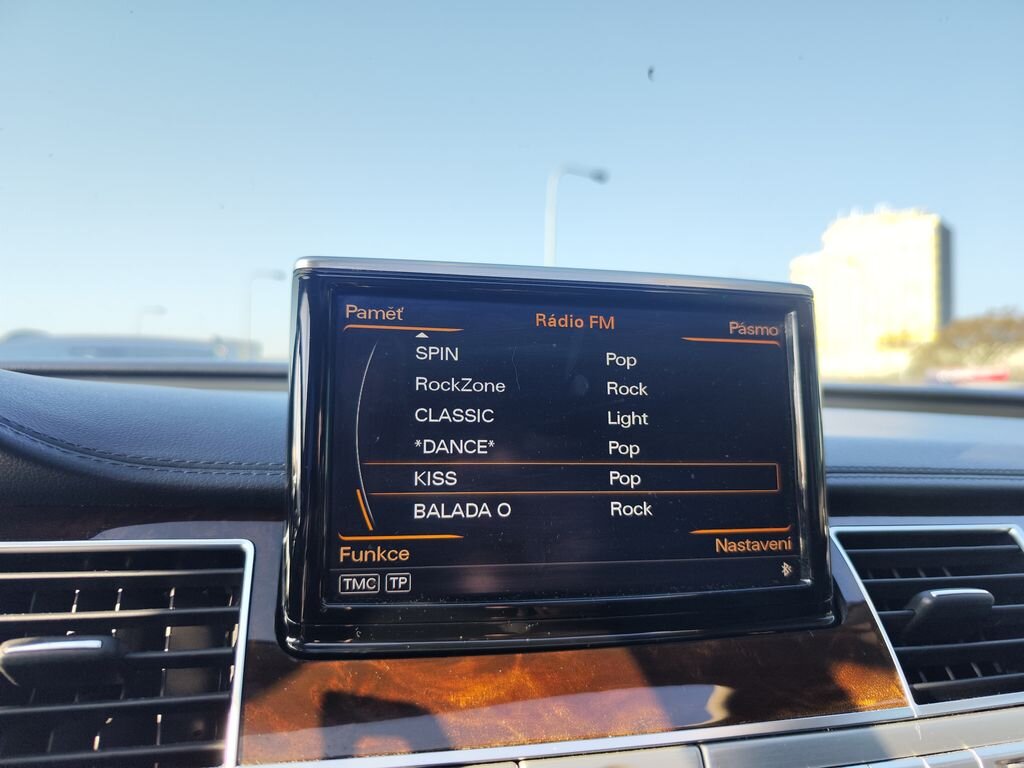 Paměť Rádio FM Pásmo
SPIN Pop
RockZone Rock
CLASSIC Light
*DANCE* Pop
KISS Pop
BALADA O Rock
Funkce Nastavení
TMC TP